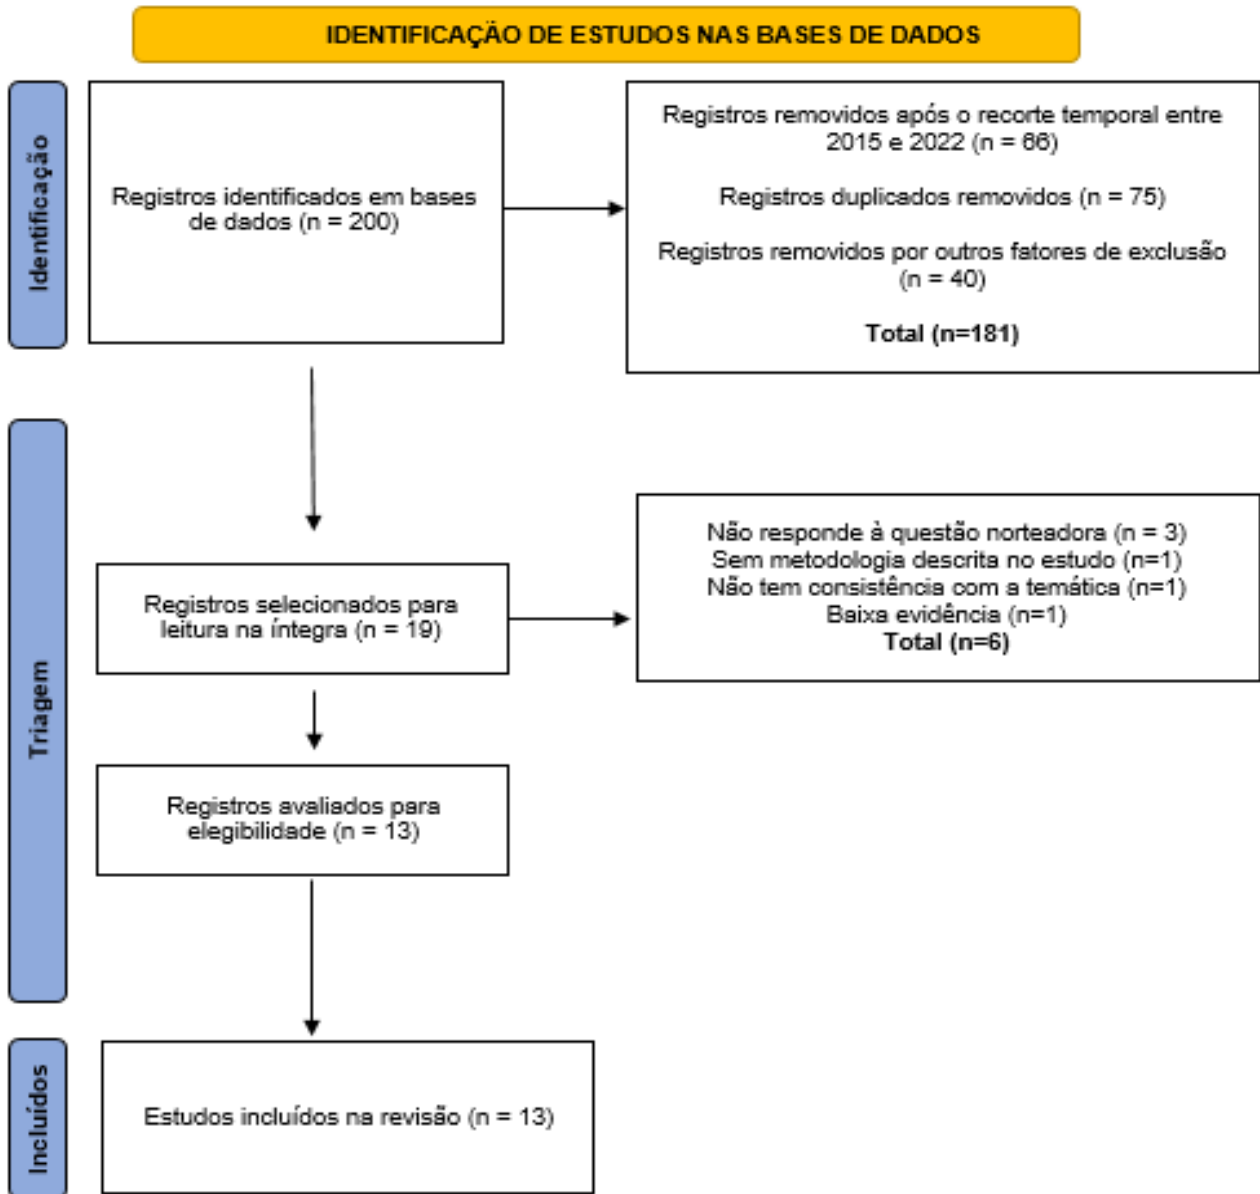 IDENTIFICAÇÃO DE ESTUDOS NAS BASES DE DADOS
Identificação
Registros identificados em bases
de dados (n = 200)
Registros removidos após o recorte temporal entre
2015 e 2022 (n = 66)
Registros duplicados removidos (n = 75)
Registros removidos por outros fatores de exclusão
(n = 40)
Total (n=181)
Triagem
Registros selecionados para
leitura na íntegra (n = 19)
Não responde à questão norteadora (n = 3)
Sem metodologia descrita no estudo (n=1)
Não tem consistência com a temática (n=1)
Baixa evidência (n=1)
Total (n=6)
Registros avaliados para
elegibilidade (n = 13)
Incluídos
Estudos incluídos na revisão (n = 13)